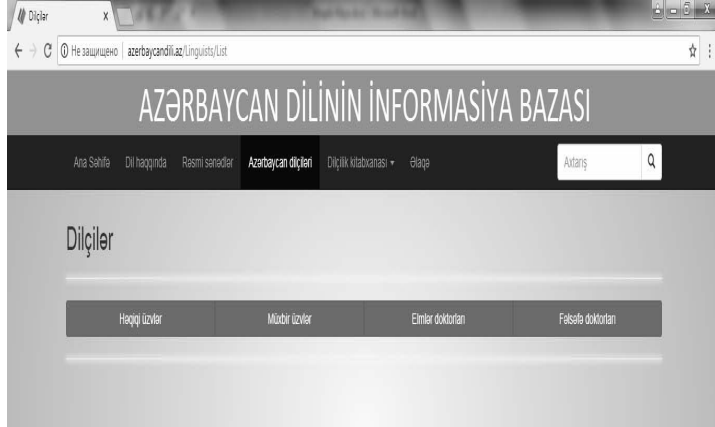 Dilçilər
Не защищено azerbaycandili.az/Linguists/List
AZƏRBAYCAN DİLİNİN İNFORMASİYA BAZASI
Ana Səhifə Dil haqqında Rəsmi sənədlər Azərbaycan dilçiləri Dilçilik kitabxanası Əlaqə Axtarış
Dilçilər
Həqiqi üzvlər Müxbir üzvlər Elmlər doktorları Fəlsəfə doktorları